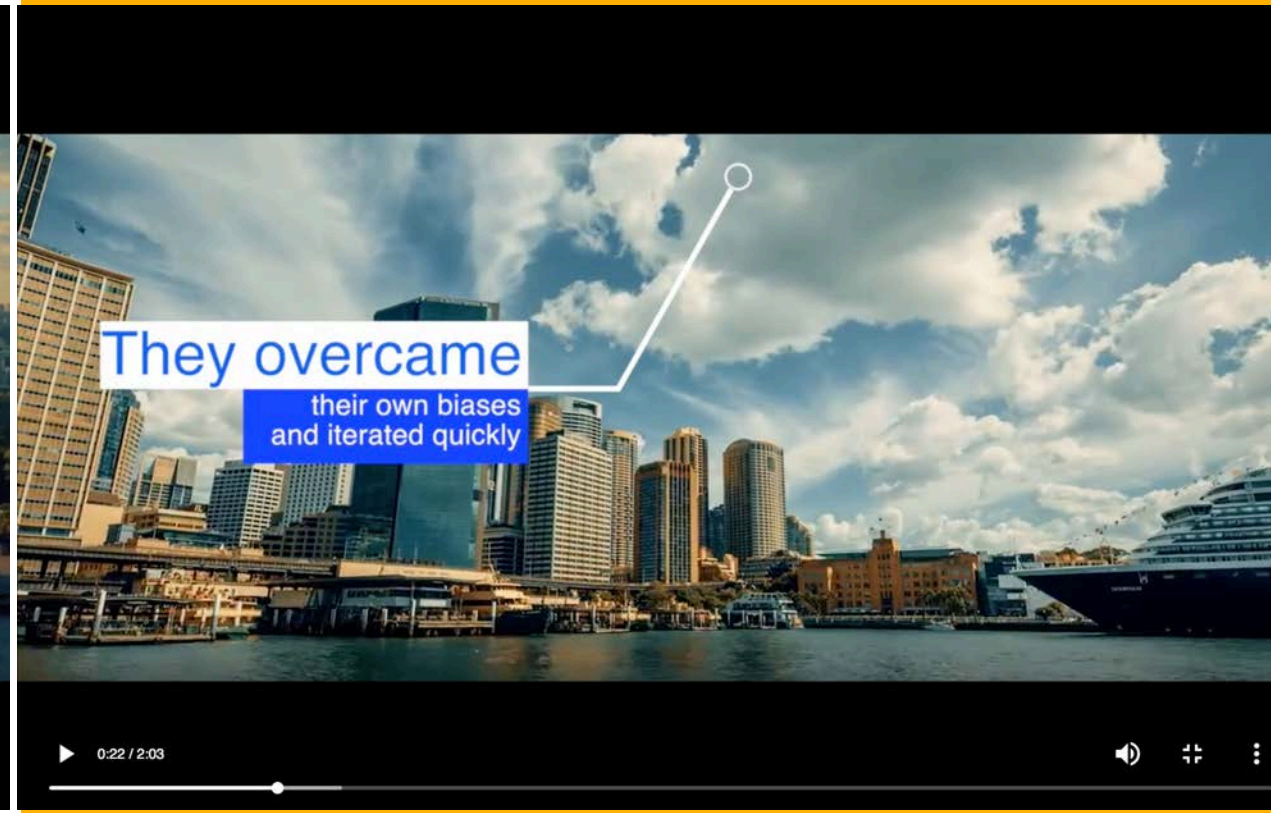 They overcame
their own biases
and iterated quickly
0:22 / 2:03